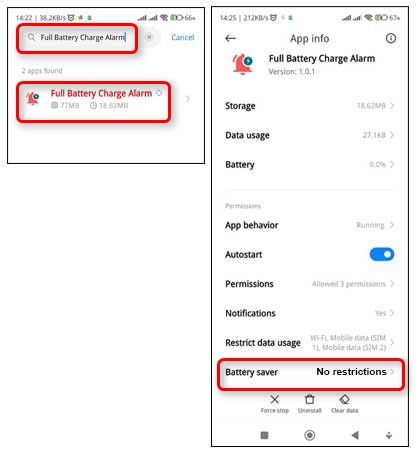 14:22 | 38.2KB/s
66%
Full Battery Charge Alarm
Cancel
2 apps found
Full Battery Charge Alarm
77MB 18.62MB
14:25 | 212KB/s
67%
App info
Full Battery Charge Alarm
Version: 1.0.1
Storage 18.62MB
Data usage 27.1KB
Battery 0.0%
Permissions
App behavior Running
Autostart
Permissions Allowed 3 permissions
Notifications Yes
Restrict data usage Wi-Fi, Mobile data (SIM
1), Mobile data (SIM 2)
Battery saver No restrictions
Force stop Uninstall Clear data